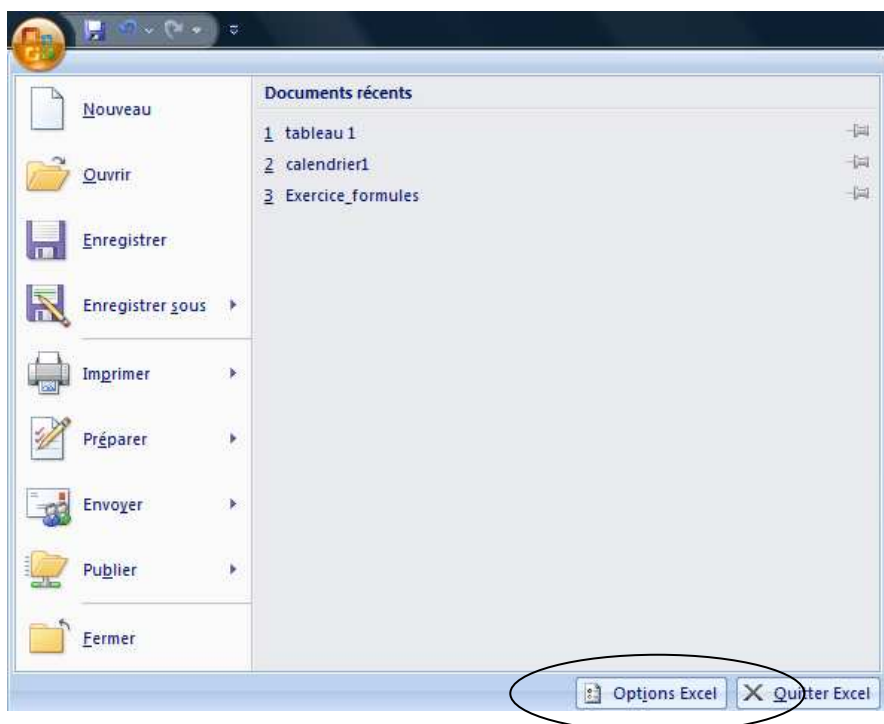 Nouveau
Ouvrir
Enregistrer
Enregistrer sous
Imprimer
Préparer
Envoyer
Publier
Fermer
Documents récents
1 tableau 1
2 calendrier1
3 Exercice_formules
Options Excel
Quitter Excel